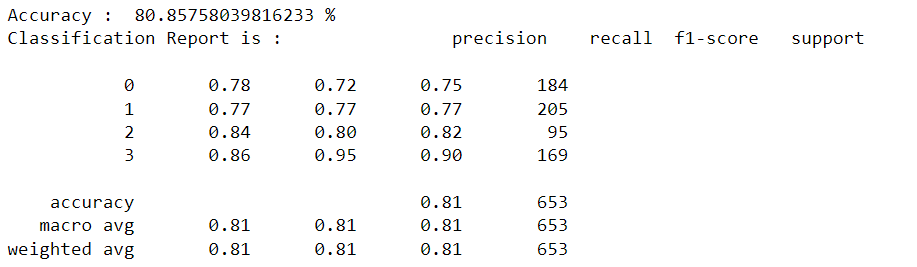 Accuracy :  80.85758039816233 %
Classification Report is :                precision    recall  f1-score   support

           0       0.78      0.72      0.75       184
           1       0.77      0.77      0.77       205
           2       0.84      0.80      0.82        95
           3       0.86      0.95      0.90       169

    accuracy                           0.81       653
   macro avg       0.81      0.81      0.81       653
weighted avg       0.81      0.81      0.81       653